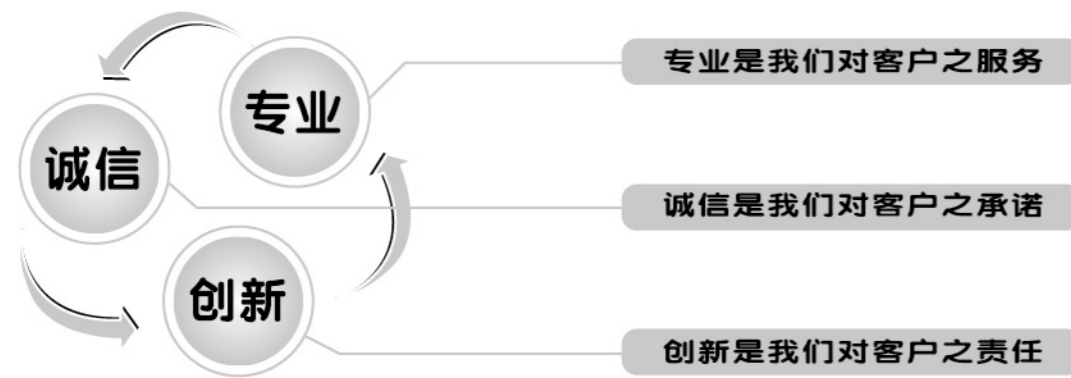 专业
专业是我们对客户之服务
诚信
诚信是我们对客户之承诺
创新
创新是我们对客户之责任